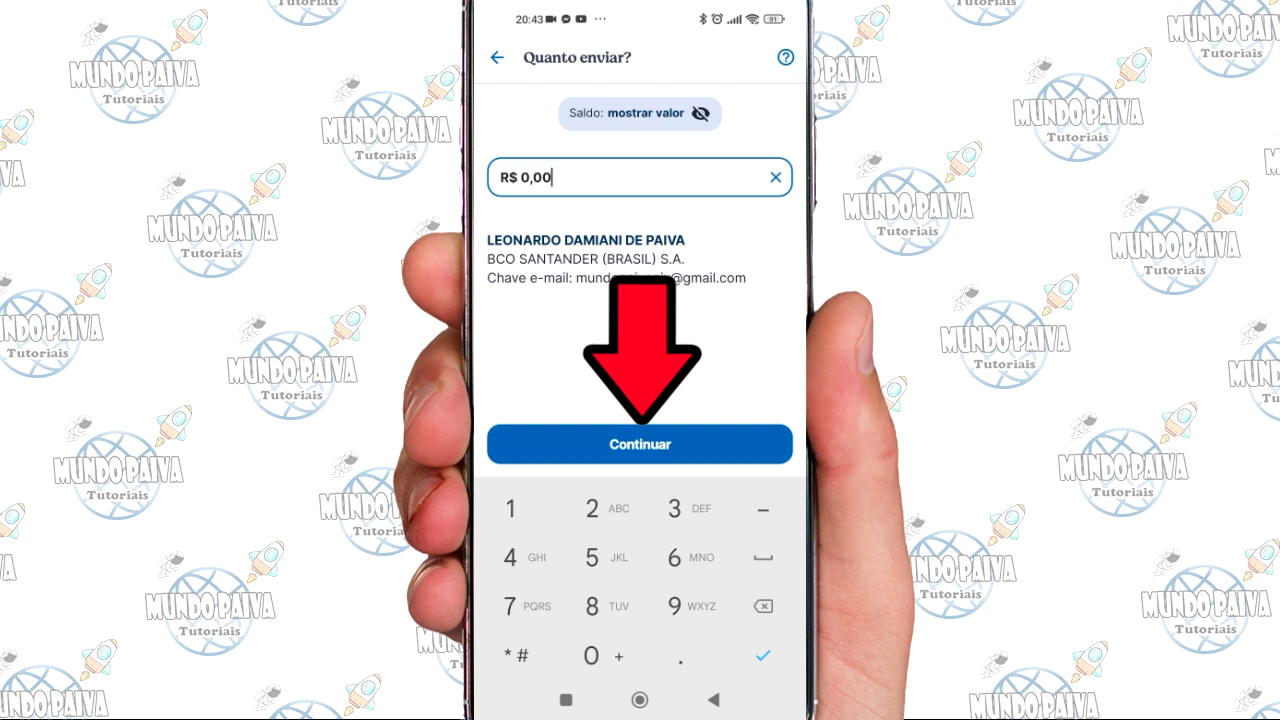 20:43
91
Quanto enviar?
Saldo: mostrar valor
R$ 0,00
LEONARDO DAMIANI DE PAIVA
BCO SANTANDER (BRASIL) S.A.
Chave e-mail: @gmail.com
Continuar
1 2 ABC 3 DEF –
4 GHI 5 JKL 6 MNO
7 PQRS 8 TUV 9 WXYZ
* # 0 + .
MUNDO PAIVA
Tutoriais